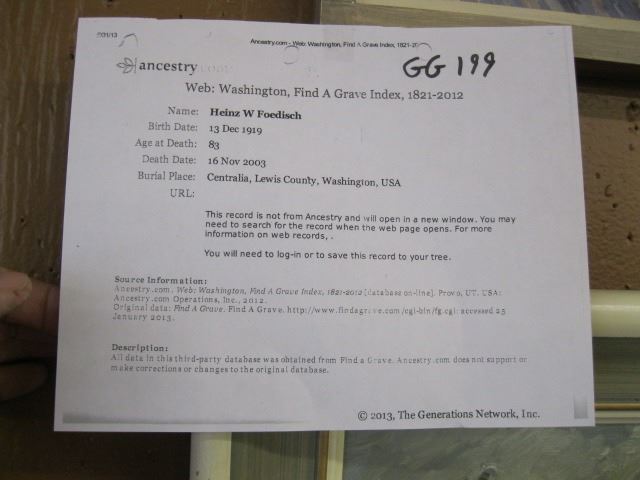 Ancestry.com - Web: Washington, Find A Grave Index, 1821-20
ancestry.com
GG 199
Web: Washington, Find A Grave Index, 1821-2012
Name: Heinz W Foedisch
Birth Date: 13 Dec 1919
Age at Death: 83
Death Date: 16 Nov 2003
Burial Place: Centralia, Lewis County, Washington, USA
URL:
This record is not from Ancestry and will open in a new window. You may
need to search for the record when the web page opens. For more
information on web records, .
You will need to log-in or to save this record to your tree.
Source Information:
Ancestry.com. Web: Washington, Find A Grave Index, 1821-2012 [database on-line]. Provo, UT, USA:
Ancestry.com Operations, Inc., 2012.
Original data: Find A Grave. Find A Grave. http://www.findagrave.com/cgi-bin/fg.cgi: accessed 25
January 2013.
Description:
All data in this third-party database was obtained from Find a Grave. Ancestry.com does not support or
make corrections or changes to the original database.
© 2013, The Generations Network, Inc.